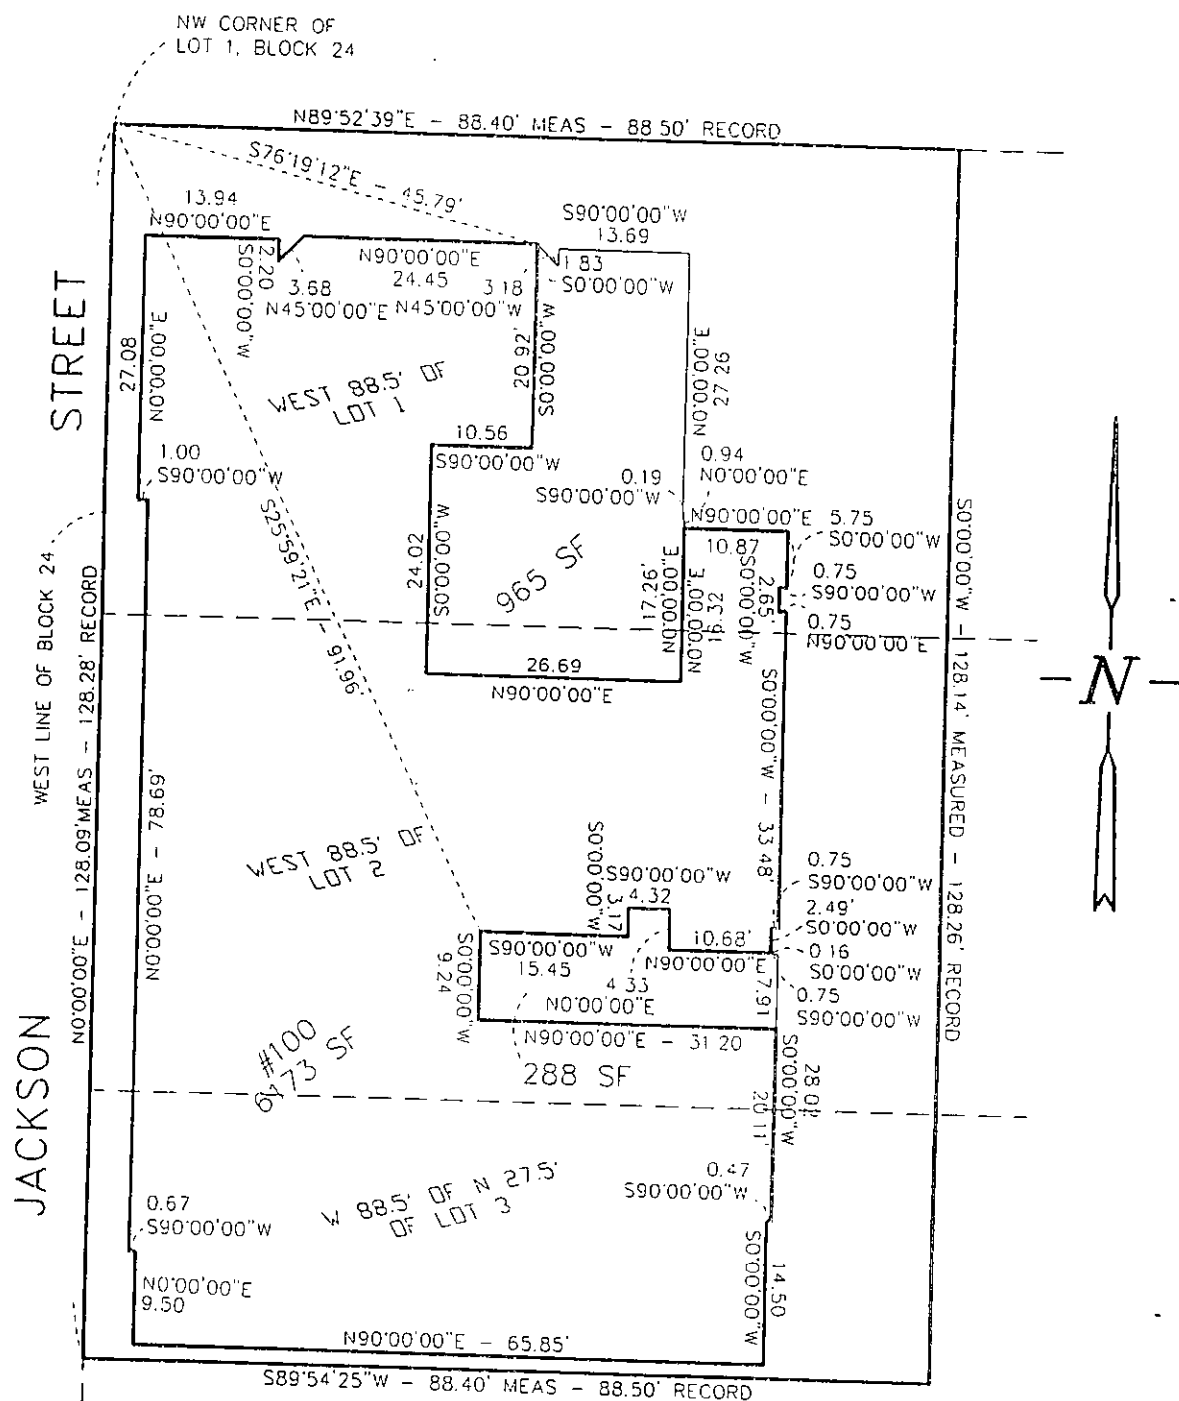 NW CORNER OF
LOT 1, BLOCK 24
N89°52'39"E - 88.40' MEAS - 88.50' RECORD
S76°19'12"E - 45.79'
13.94
N90°00'00"E
2.20
S0°00'00"W
3.68
N45°00'00"E
N90°00'00"E
24.45
3.18
N45°00'00"W
S90°00'00"W
13.69
1.83
S0°00'00"W
STREET
27.08
N0°00'00"E
20.62'
S0°00'00"W
N0°00'00"E
27.26
WEST 88.5' OF
LOT 1
10.56
S90°00'00"W
1.00
S90°00'00"W
0.19
S90°00'00"W
0.94
N0°00'00"E
N90°00'00"E
10.87
5.75
S0°00'00"W
0.75
S90°00'00"W
0.75
N90°00'00"E
2.65'
S0°00'00"W
S25°59'21"E - 91.96'
24.02
S0°00'00"W
965 SF
17.26'
N0°00'00"E
N0°00'00"E
16.32
26.69
N90°00'00"E
S0°00'00"W - 128.14' MEASURED - 128.26' RECORD
N
WEST LINE OF BLOCK 24
N0°00'00"E - 128.09'MEAS - 128.28' RECORD
N0°00'00"E - 78.69'
S0°00'00"W - 33.48'
WEST 88.5' OF
LOT 2
S0°00'00"W
3.17
S90°00'00"W
4.32
0.75
S90°00'00"W
2.49'
S0°00'00"W
0.16
S0°00'00"W
0.75
S90°00'00"W
S90°00'00"W
15.45
10.68'
N90°00'00"E
4.33
N0°00'00"E
7.91
9.24
S0°00'00"W
N90°00'00"E - 31.20
288 SF
#100
SF
S0°00'00"W
20.11'
JACKSON
W 88.5' OF N 27.5'
OF LOT 3
0.47
S90°00'00"W
0.67
S90°00'00"W
N0°00'00"E
9.50
S0°00'00"W
14.50
N90°00'00"E - 65.85'
S89°54'25"W - 88.40' MEAS - 88.50' RECORD